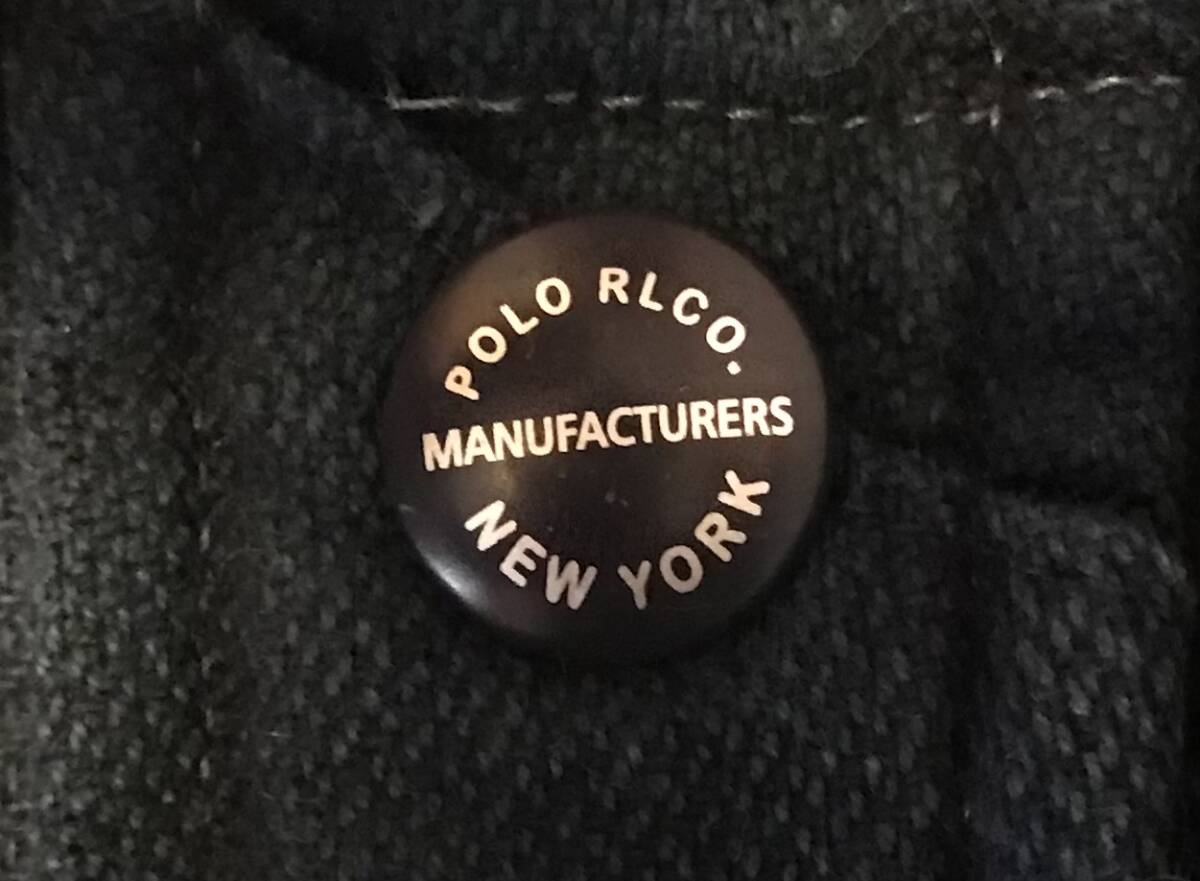 POLO RLCO.
MANUFACTURERS
NEW YORK